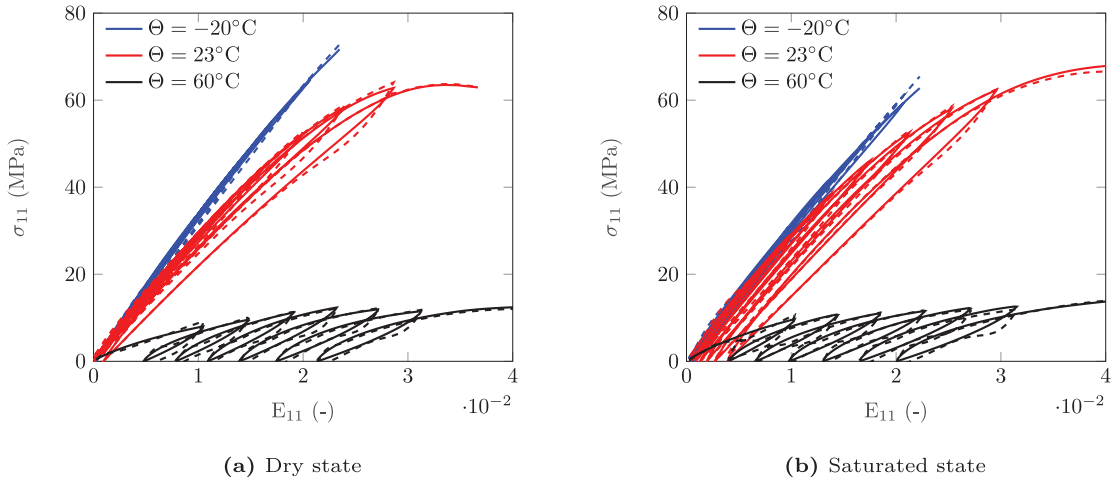 Θ = −20°C
Θ = 23°C
Θ = 60°C
σ11 (MPa)
80
60
40
20
0
0 1 2 3 4
·10−2
E11 (-)
(a) Dry state
Θ = −20°C
Θ = 23°C
Θ = 60°C
σ11 (MPa)
80
60
40
20
0
0 1 2 3 4
·10−2
E11 (-)
(b) Saturated state